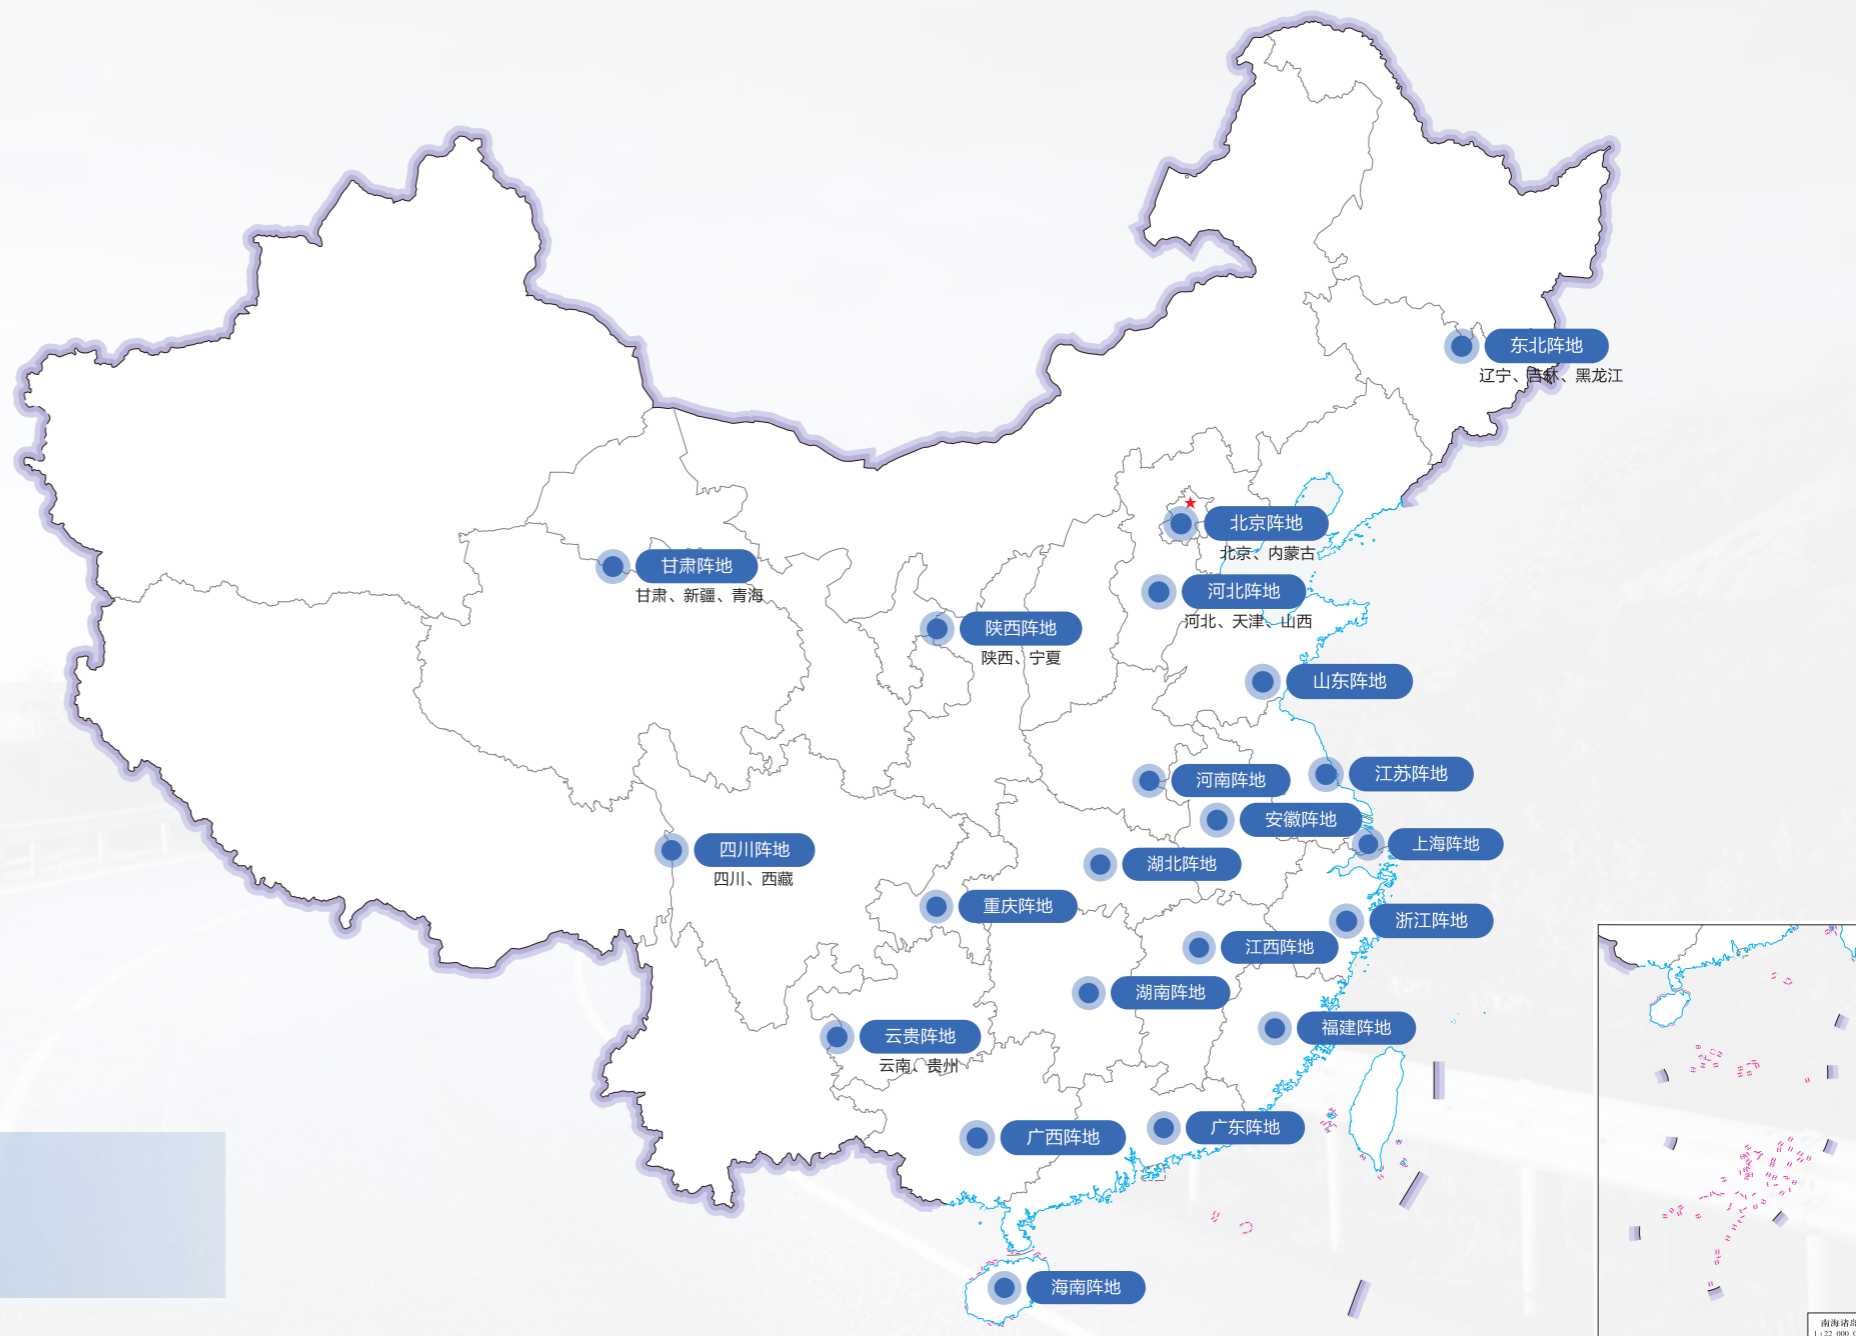 东北阵地
辽宁、吉林、黑龙江
北京阵地
北京、内蒙古
甘肃阵地
甘肃、新疆、青海
河北阵地
河北、天津、山西
陕西阵地
陕西、宁夏
山东阵地
江苏阵地
河南阵地
安徽阵地
上海阵地
四川阵地
四川、西藏
湖北阵地
重庆阵地
浙江阵地
江西阵地
湖南阵地
福建阵地
云贵阵地
云南、贵州
广东阵地
广西阵地
海南阵地
南海诸岛